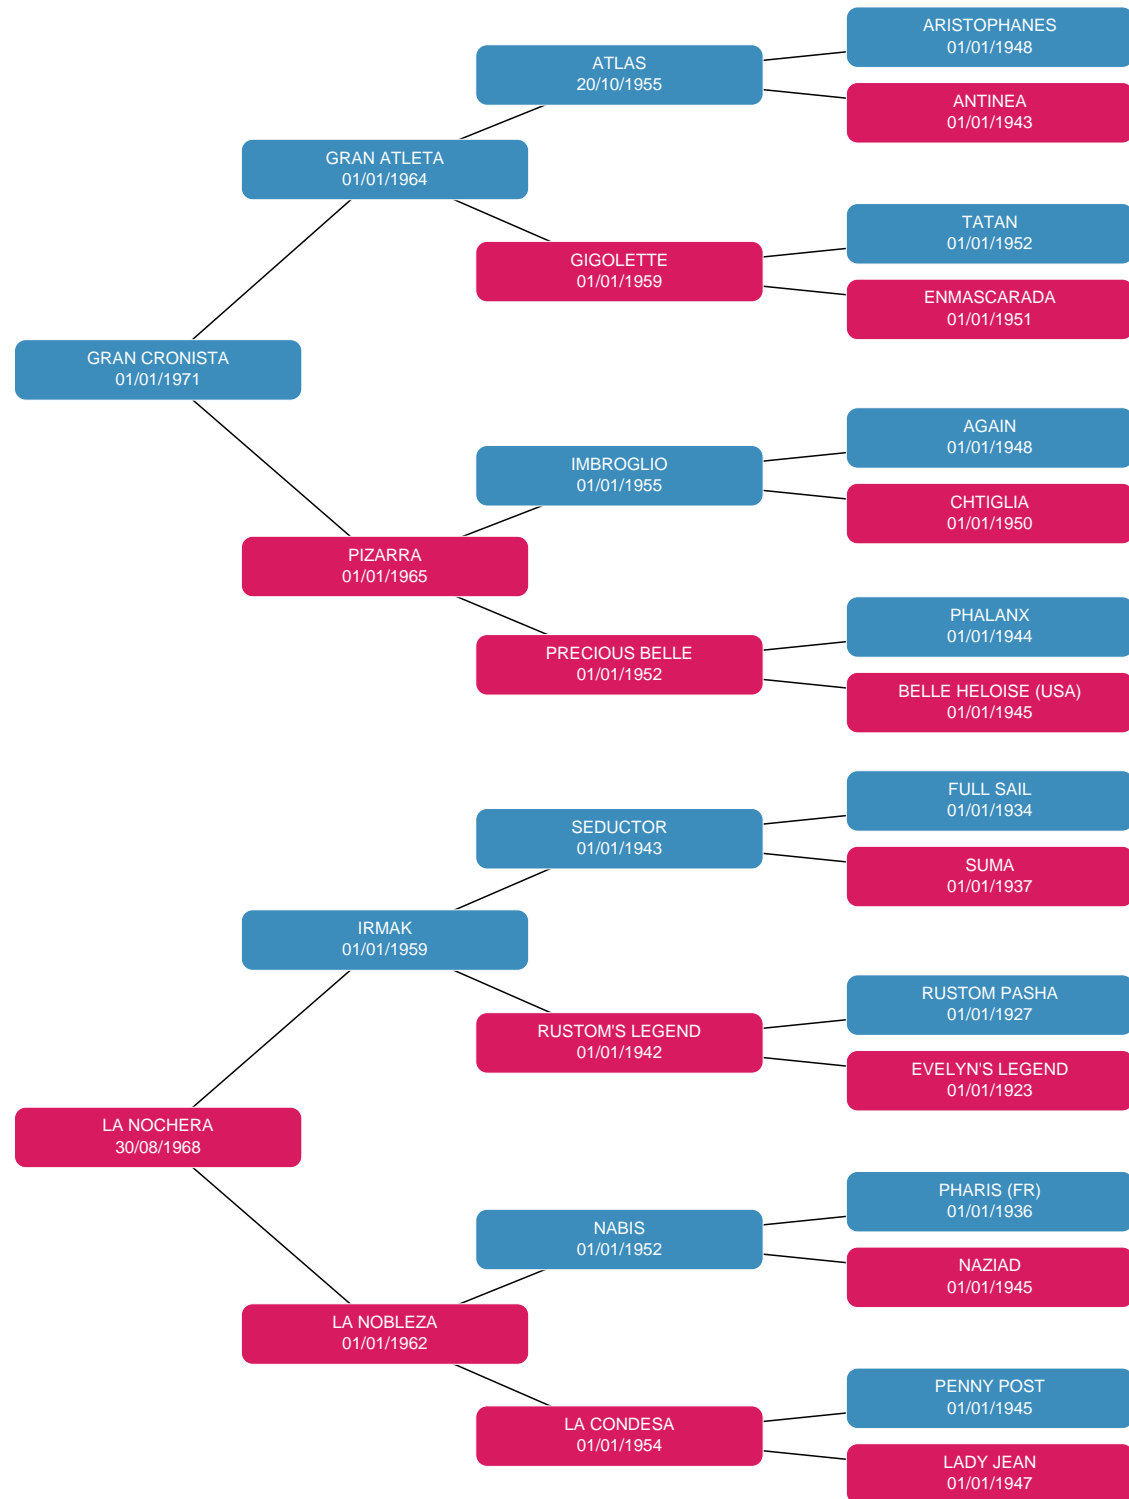 ARISTOPHANES
01/01/1948
ATLAS
20/10/1955
ANTINEA
01/01/1943
GRAN ATLETA
01/01/1964
TATAN
01/01/1952
GIGOLETTE
01/01/1959
ENMASCARADA
01/01/1951
GRAN CRONISTA
01/01/1971
AGAIN
01/01/1948
IMBROGLIO
01/01/1955
CHTIGLIA
01/01/1950
PIZARRA
01/01/1965
PHALANX
01/01/1944
PRECIOUS BELLE
01/01/1952
BELLE HELOISE (USA)
01/01/1945
FULL SAIL
01/01/1934
SEDUCTOR
01/01/1943
SUMA
01/01/1937
IRMAK
01/01/1959
RUSTOM PASHA
01/01/1927
RUSTOM'S LEGEND
01/01/1942
EVELYN'S LEGEND
01/01/1923
LA NOCHERA
30/08/1968
PHARIS (FR)
01/01/1936
NABIS
01/01/1952
NAZIAD
01/01/1945
LA NOBLEZA
01/01/1962
PENNY POST
01/01/1945
LA CONDESA
01/01/1954
LADY JEAN
01/01/1947